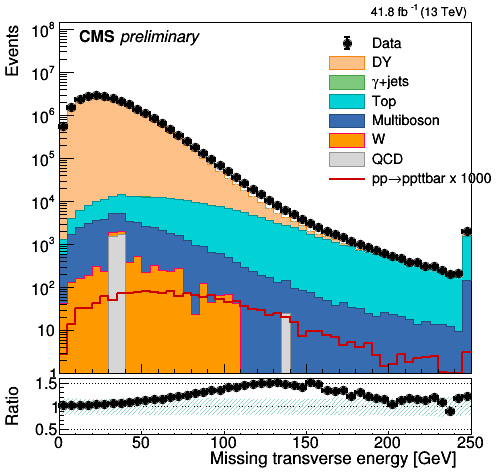 41.8 fb⁻¹ (13 TeV)
CMS preliminary
Events
10⁸
10⁷
10⁶
10⁵
10⁴
10³
10²
10
1
Data
DY
γ+jets
Top
Multiboson
W
QCD
pp→ppttbar x 1000
Ratio
1.5
1
0.5
0 50 100 150 200 250
Missing transverse energy [GeV]